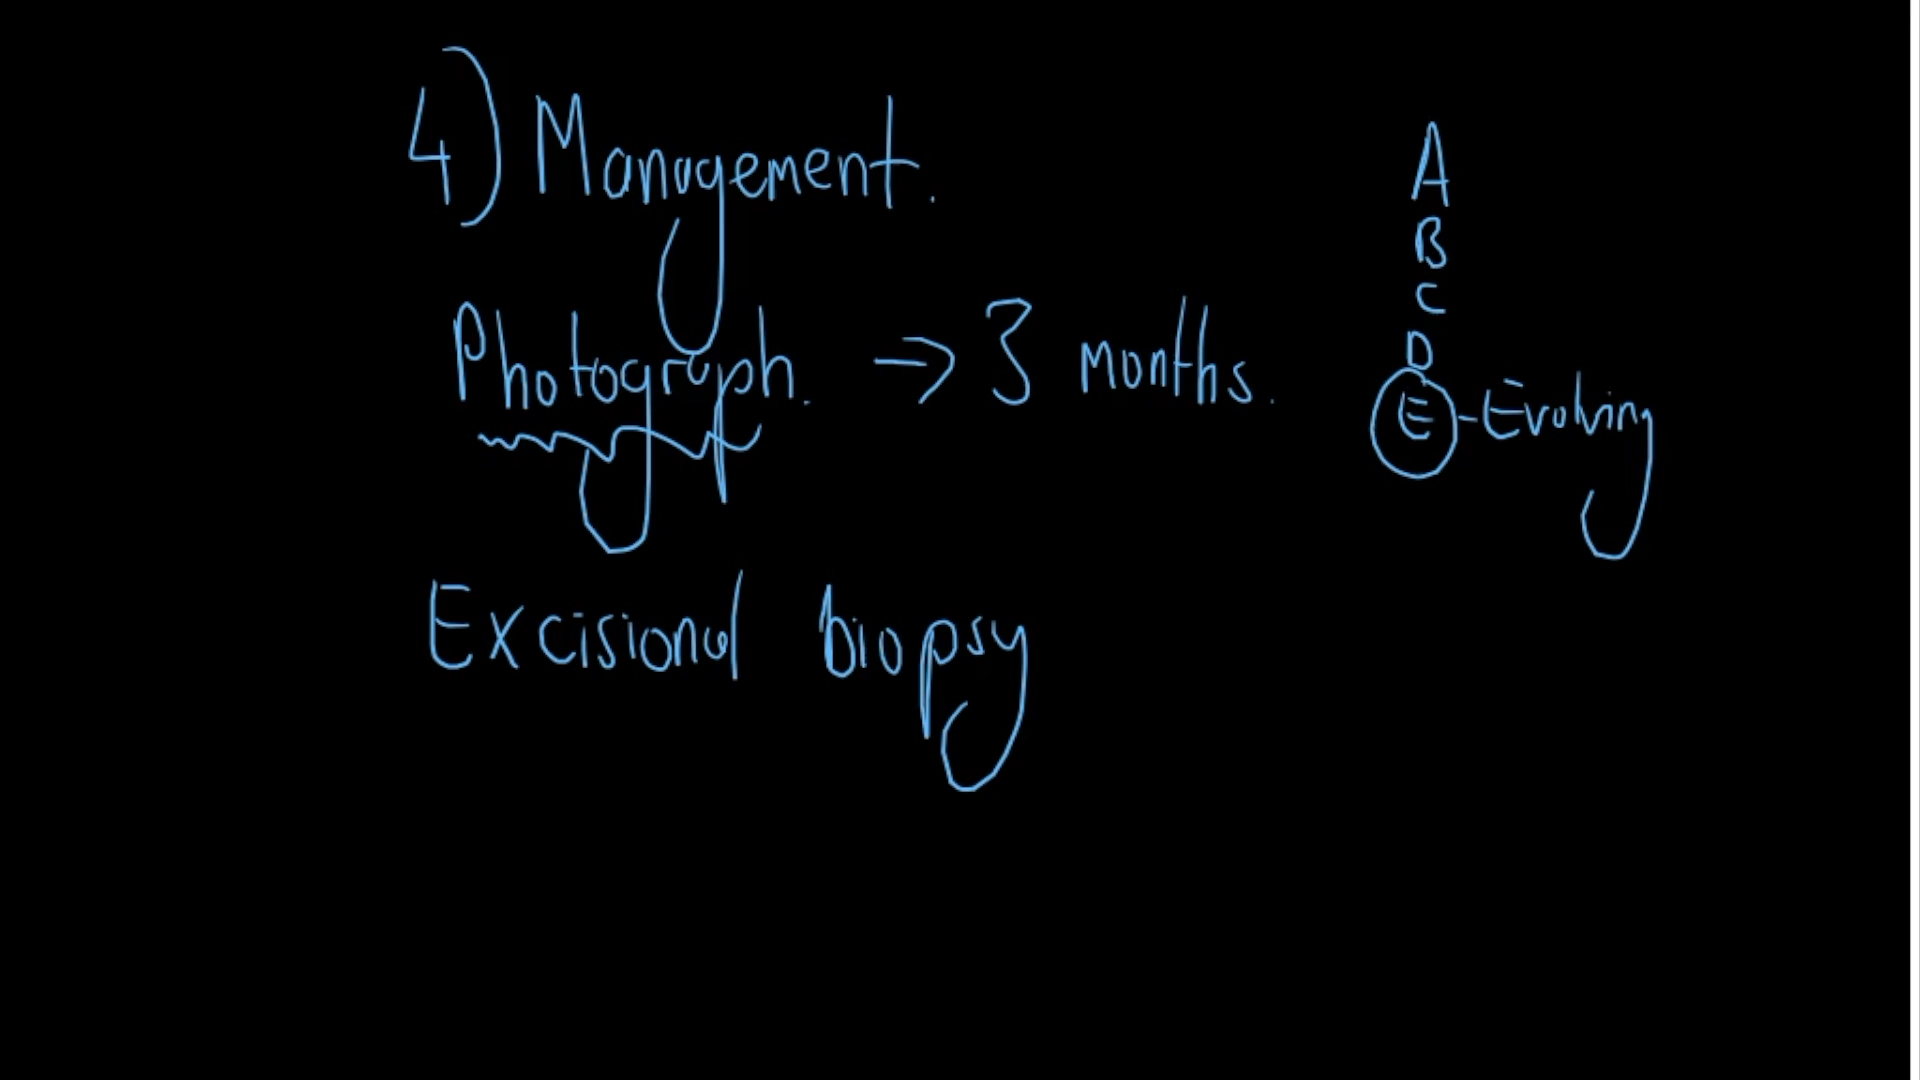 4) Management.
Photograph. → 3 months.
Excisional biopsy
A
B
C
D
E - Evolving